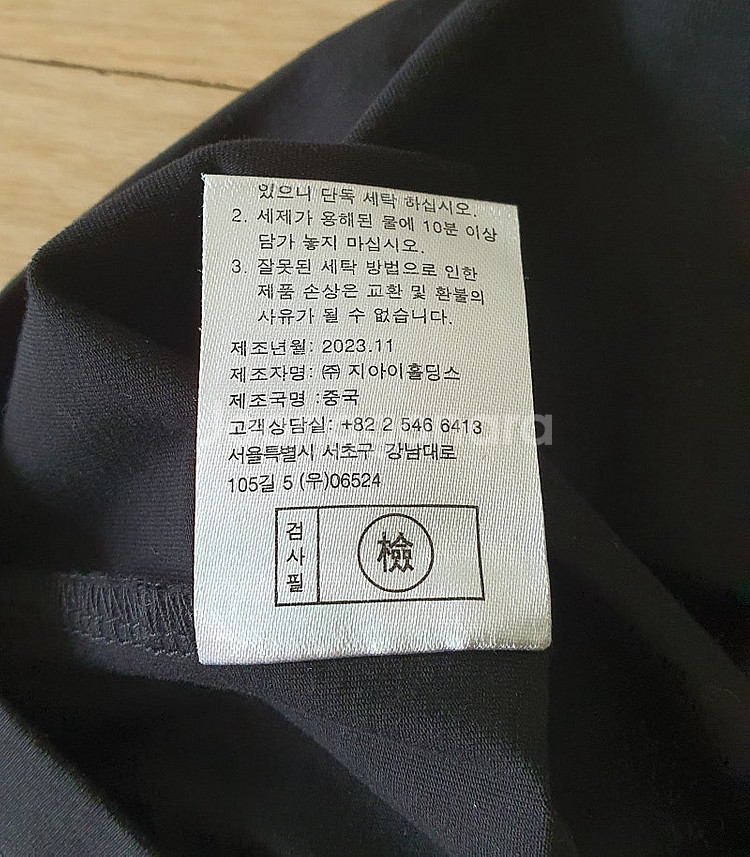 있으니 단독 세탁 하십시오.
2. 세제가 용해된 물에 10분 이상
담가 놓지 마십시오.
3. 잘못된 세탁 방법으로 인한
제품 손상은 교환 및 환불의
사유가 될 수 없습니다.
제조년월: 2023.11
제조자명: ㈜ 지아이홀딩스
제조국명 :중국
고객상담실: +82 2 546 6413
서울특별시 서초구 강남대로
105길 5 (우)06524
검사필
檢